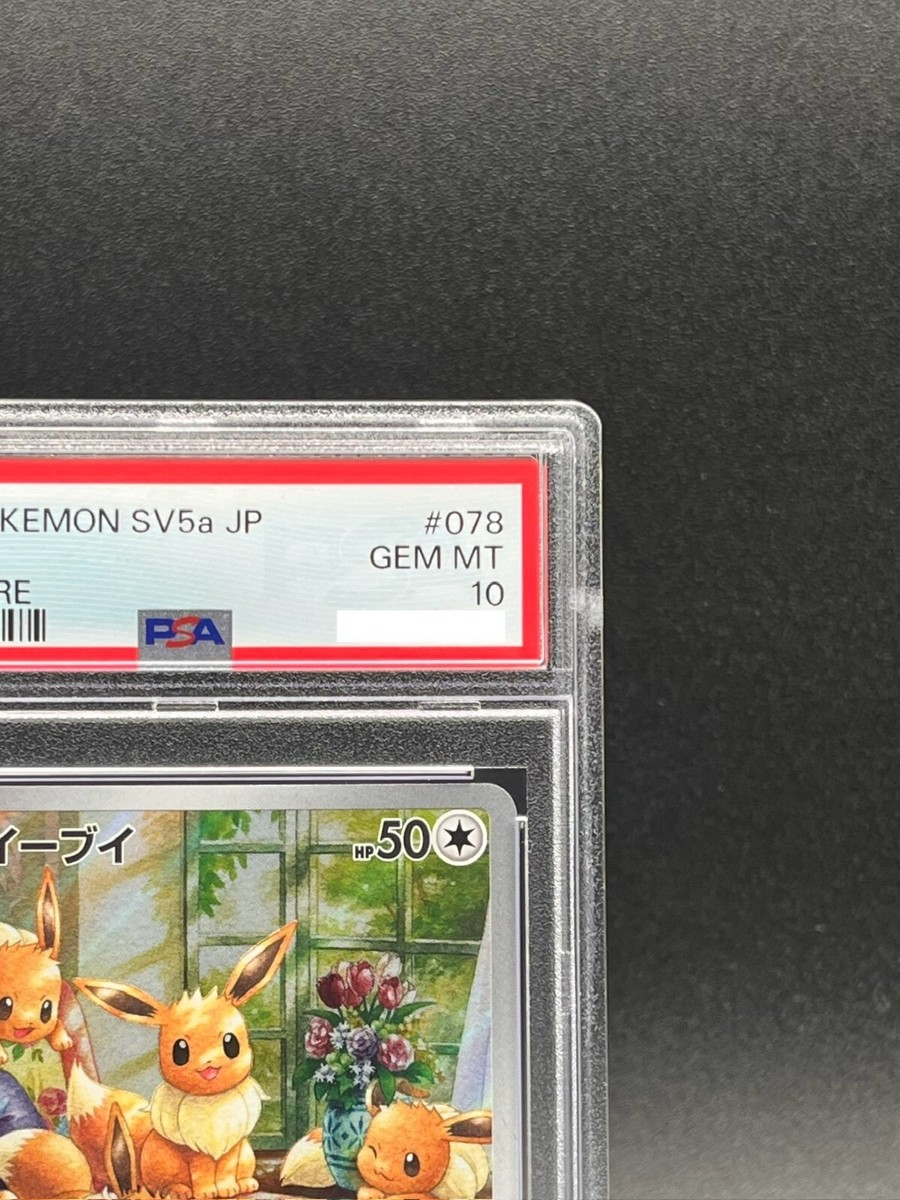 KEMON SV5a JP #078
GEM MT
RE 10
PSA
イーブイ HP50